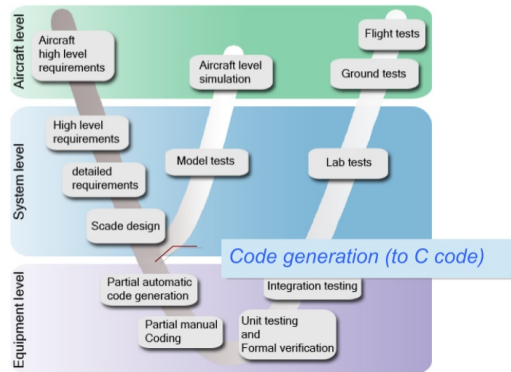 Aircraft level
Aircraft
high level
requirements
Aircraft level
simulation
Flight tests
Ground tests
System level
High level
requirements
detailed
requirements
Scade design
Model tests
Lab tests
Code generation (to C code)
Equipment level
Partial automatic
code generation
Partial manual
Coding
Integration testing
Unit testing
and
Formal verification